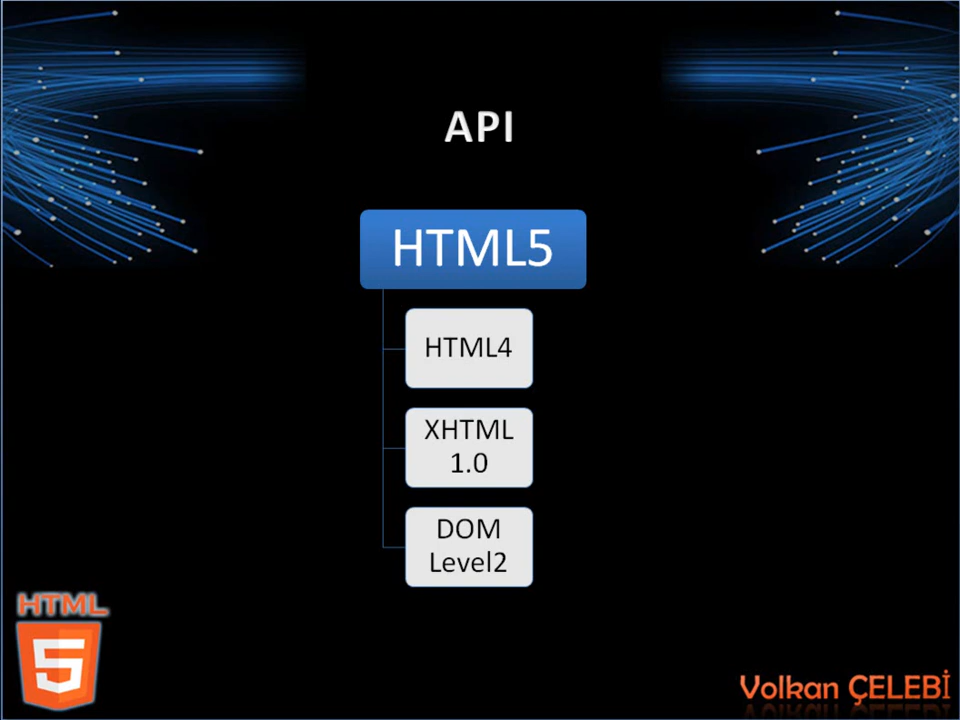 API
HTML5
HTML4
XHTML
1.0
DOM
Level2
HTML
5
Volkan ÇELEBİ